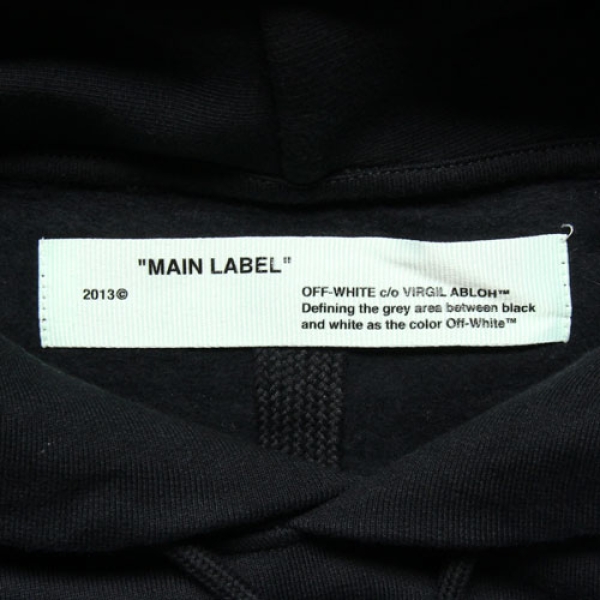 "MAIN LABEL"
2013©
OFF-WHITE c/o VIRGIL ABLOH™
Defining the grey area between black
and white as the color Off-White™